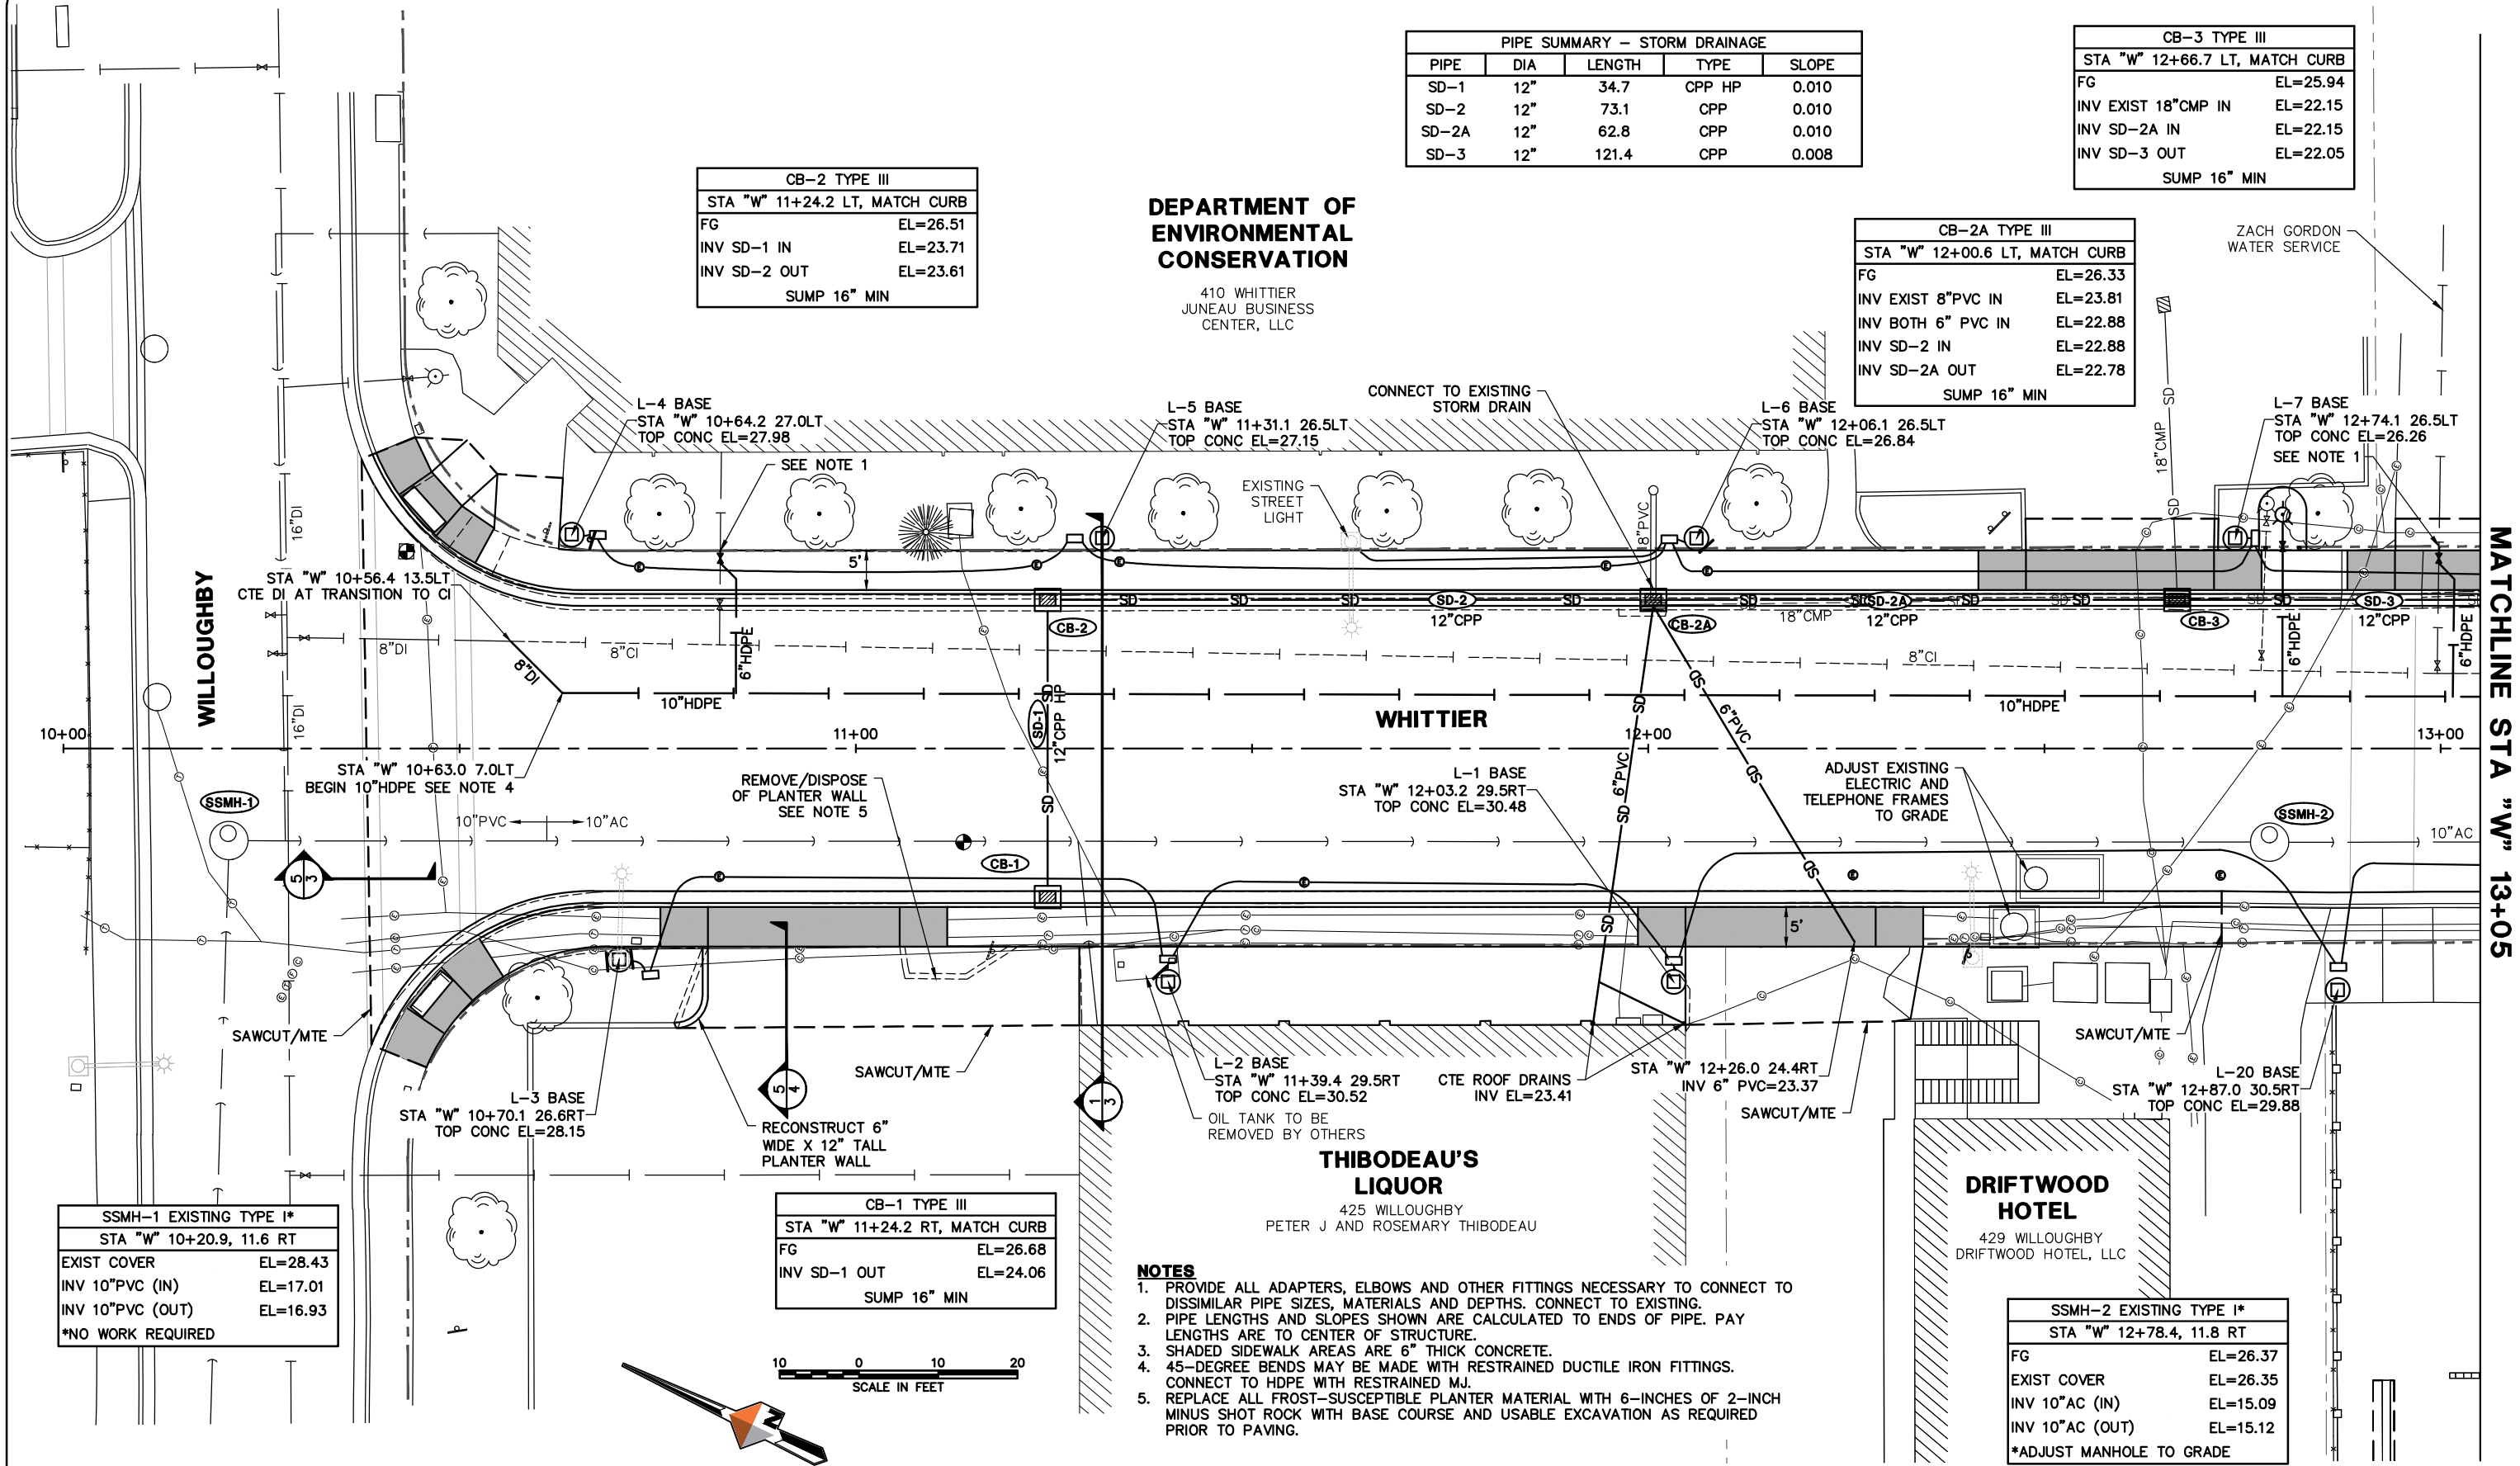 PIPE SUMMARY – STORM DRAINAGE
PIPE DIA LENGTH TYPE SLOPE
SD-1 12" 34.7 CPP HP 0.010
SD-2 12" 73.1 CPP 0.010
SD-2A 12" 62.8 CPP 0.010
SD-3 12" 121.4 CPP 0.008
CB-3 TYPE III
STA "W" 12+66.7 LT, MATCH CURB
FG EL=25.94
INV EXIST 18"CMP IN EL=22.15
INV SD-2A IN EL=22.15
INV SD-3 OUT EL=22.05
SUMP 16" MIN
CB-2 TYPE III
STA "W" 11+24.2 LT, MATCH CURB
FG EL=26.51
INV SD-1 IN EL=23.71
INV SD-2 OUT EL=23.61
SUMP 16" MIN
DEPARTMENT OF
ENVIRONMENTAL
CONSERVATION
410 WHITTIER
JUNEAU BUSINESS
CENTER, LLC
CB-2A TYPE III
STA "W" 12+00.6 LT, MATCH CURB
FG EL=26.33
INV EXIST 8"PVC IN EL=23.81
INV BOTH 6" PVC IN EL=22.88
INV SD-2 IN EL=22.88
INV SD-2A OUT EL=22.78
SUMP 16" MIN
ZACH GORDON
WATER SERVICE
L-4 BASE
STA "W" 10+64.2 27.0LT
TOP CONC EL=27.98
SEE NOTE 1
L-5 BASE
STA "W" 11+31.1 26.5LT
TOP CONC EL=27.15
CONNECT TO EXISTING
STORM DRAIN
L-6 BASE
STA "W" 12+06.1 26.5LT
TOP CONC EL=26.84
L-7 BASE
STA "W" 12+74.1 26.5LT
TOP CONC EL=26.26
SEE NOTE 1
EXISTING
STREET
LIGHT
8"PVC
18"CMP
SD
SD
16"DI
16"DI
WILLOUGHBY
STA "W" 10+56.4 13.5LT
CTE DI AT TRANSITION TO CI
5'
8"DI
8"DI
8"CI
6"HDPE
10"HDPE
CB-2
SD
SD
SD
SD-2
12"CPP
SD
CB-2A
SD
18"CMP
SD-2A
12"CPP
SD
SD
SD
CB-3
SD
SD
SD-3
12"CPP
8"CI
6"HDPE
6"HDPE
10"HDPE
WHITTIER
10+00
11+00
12+00
13+00
MATCHLINE STA "W" 13+05
STA "W" 10+63.0 7.0LT
BEGIN 10"HDPE SEE NOTE 4
SD-1
SD
12"CPP HP
SD
SD
6"PVC
SD
SD
SD
6"PVC
SD
SD
SSMH-1
10"PVC
10"AC
REMOVE/DISPOSE
OF PLANTER WALL
SEE NOTE 5
CB-1
L-1 BASE
STA "W" 12+03.2 29.5RT
TOP CONC EL=30.48
ADJUST EXISTING
ELECTRIC AND
TELEPHONE FRAMES
TO GRADE
SSMH-2
10"AC
5
3
5'
SAWCUT/MTE
L-3 BASE
STA "W" 10+70.1 26.6RT
TOP CONC EL=28.15
5
4
SAWCUT/MTE
RECONSTRUCT 6"
WIDE X 12" TALL
PLANTER WALL
1
3
L-2 BASE
STA "W" 11+39.4 29.5RT
TOP CONC EL=30.52
OIL TANK TO BE
REMOVED BY OTHERS
CTE ROOF DRAINS
INV EL=23.41
STA "W" 12+26.0 24.4RT
INV 6" PVC=23.37
SAWCUT/MTE
SAWCUT/MTE
L-20 BASE
STA "W" 12+87.0 30.5RT
TOP CONC EL=29.88
THIBODEAU'S
LIQUOR
425 WILLOUGHBY
PETER J AND ROSEMARY THIBODEAU
DRIFTWOOD
HOTEL
429 WILLOUGHBY
DRIFTWOOD HOTEL, LLC
SSMH-1 EXISTING TYPE I*
STA "W" 10+20.9, 11.6 RT
EXIST COVER EL=28.43
INV 10"PVC (IN) EL=17.01
INV 10"PVC (OUT) EL=16.93
*NO WORK REQUIRED
CB-1 TYPE III
STA "W" 11+24.2 RT, MATCH CURB
FG EL=26.68
INV SD-1 OUT EL=24.06
SUMP 16" MIN
10 0 10 20
SCALE IN FEET
N
NOTES
1. PROVIDE ALL ADAPTERS, ELBOWS AND OTHER FITTINGS NECESSARY TO CONNECT TO
DISSIMILAR PIPE SIZES, MATERIALS AND DEPTHS. CONNECT TO EXISTING.
2. PIPE LENGTHS AND SLOPES SHOWN ARE CALCULATED TO ENDS OF PIPE. PAY
LENGTHS ARE TO CENTER OF STRUCTURE.
3. SHADED SIDEWALK AREAS ARE 6" THICK CONCRETE.
4. 45-DEGREE BENDS MAY BE MADE WITH RESTRAINED DUCTILE IRON FITTINGS.
CONNECT TO HDPE WITH RESTRAINED MJ.
5. REPLACE ALL FROST-SUSCEPTIBLE PLANTER MATERIAL WITH 6-INCHES OF 2-INCH
MINUS SHOT ROCK WITH BASE COURSE AND USABLE EXCAVATION AS REQUIRED
PRIOR TO PAVING.
SSMH-2 EXISTING TYPE I*
STA "W" 12+78.4, 11.8 RT
FG EL=26.37
EXIST COVER EL=26.35
INV 10"AC (IN) EL=15.09
INV 10"AC (OUT) EL=15.12
*ADJUST MANHOLE TO GRADE